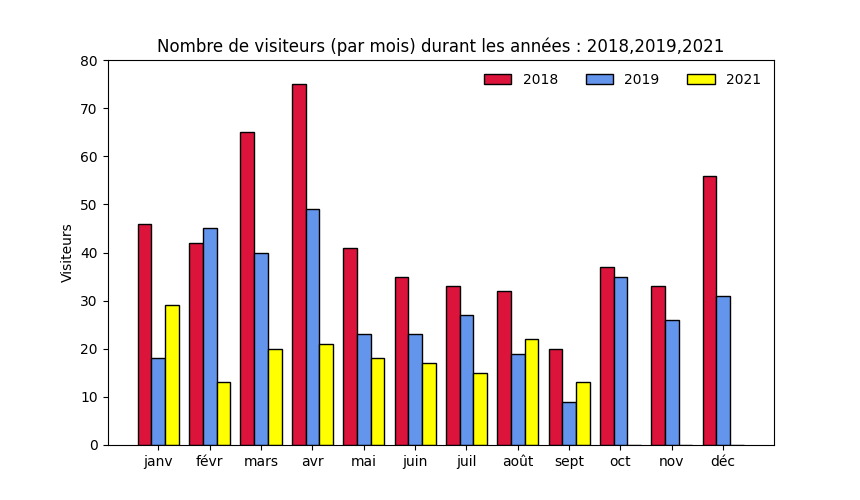 Nombre de visiteurs (par mois) durant les années : 2018,2019,2021
2018 2019 2021
Visiteurs
80
70
60
50
40
30
20
10
0
janv févr mars avr mai juin juil août sept oct nov déc